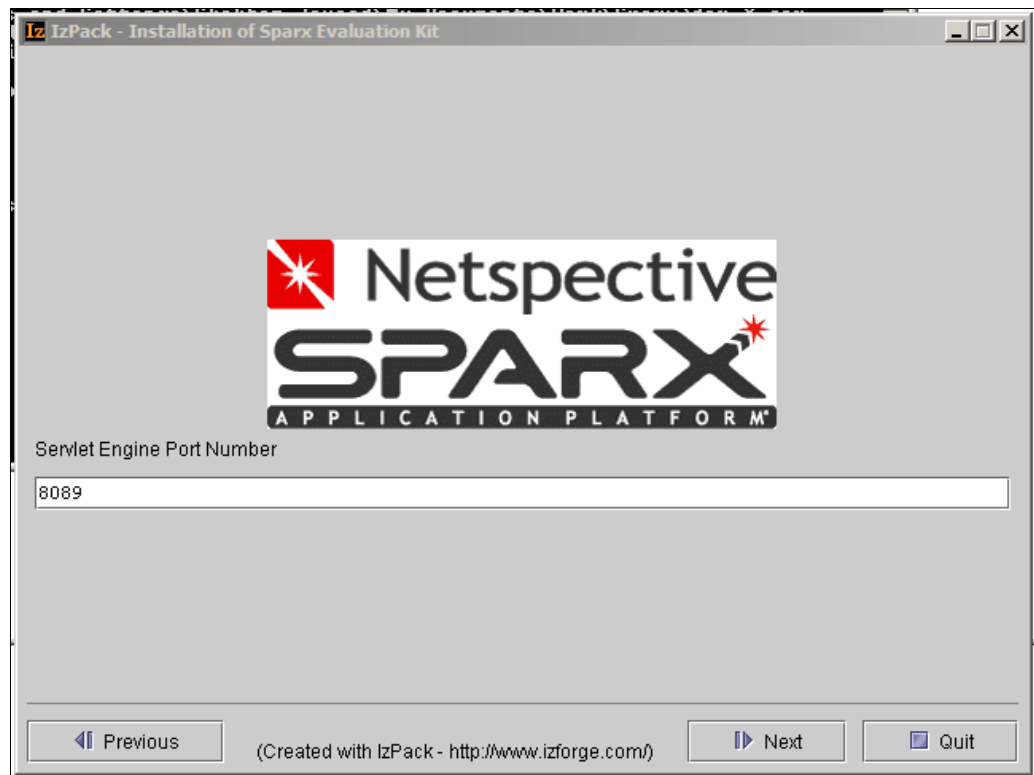 IzPack - Installation of Sparx Evaluation Kit
Netspective
SPARX
APPLICATION PLATFORM
Servlet Engine Port Number
8089
Previous
(Created with IzPack - http://www.izforge.com/)
Next
Quit